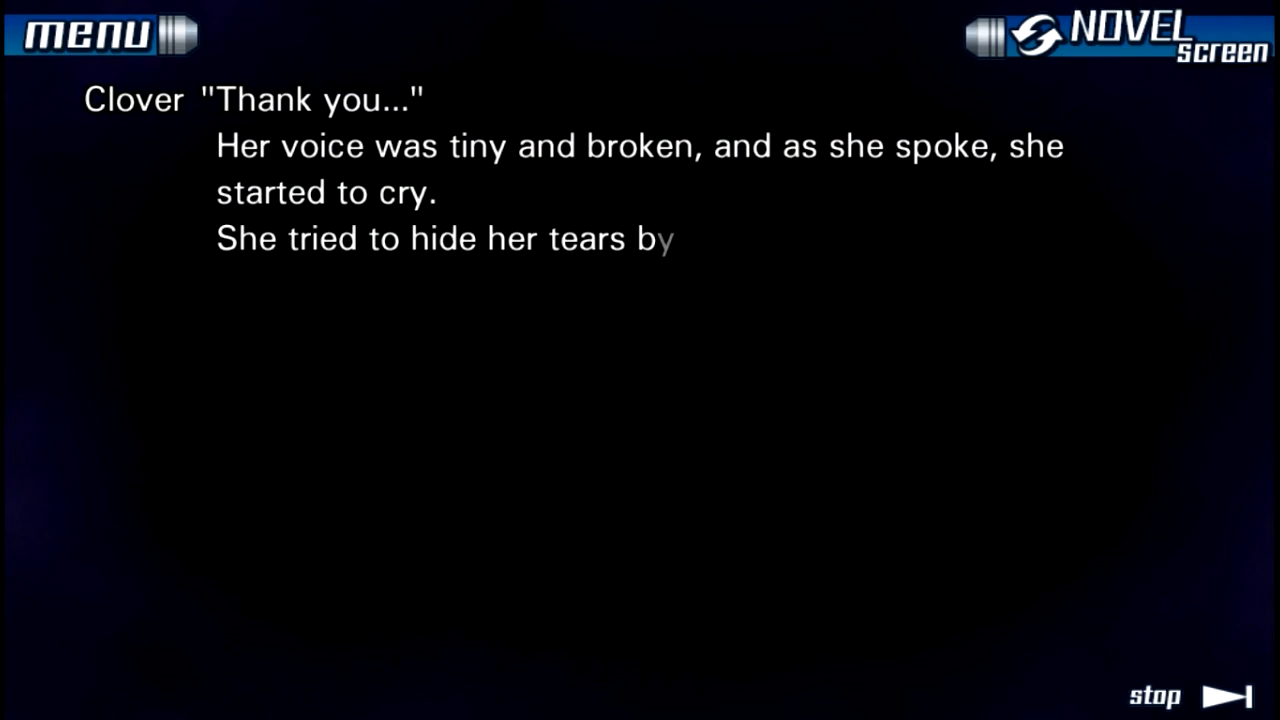 menu
NOVEL
screen
Clover "Thank you..."
Her voice was tiny and broken, and as she spoke, she
started to cry.
She tried to hide her tears by
stop